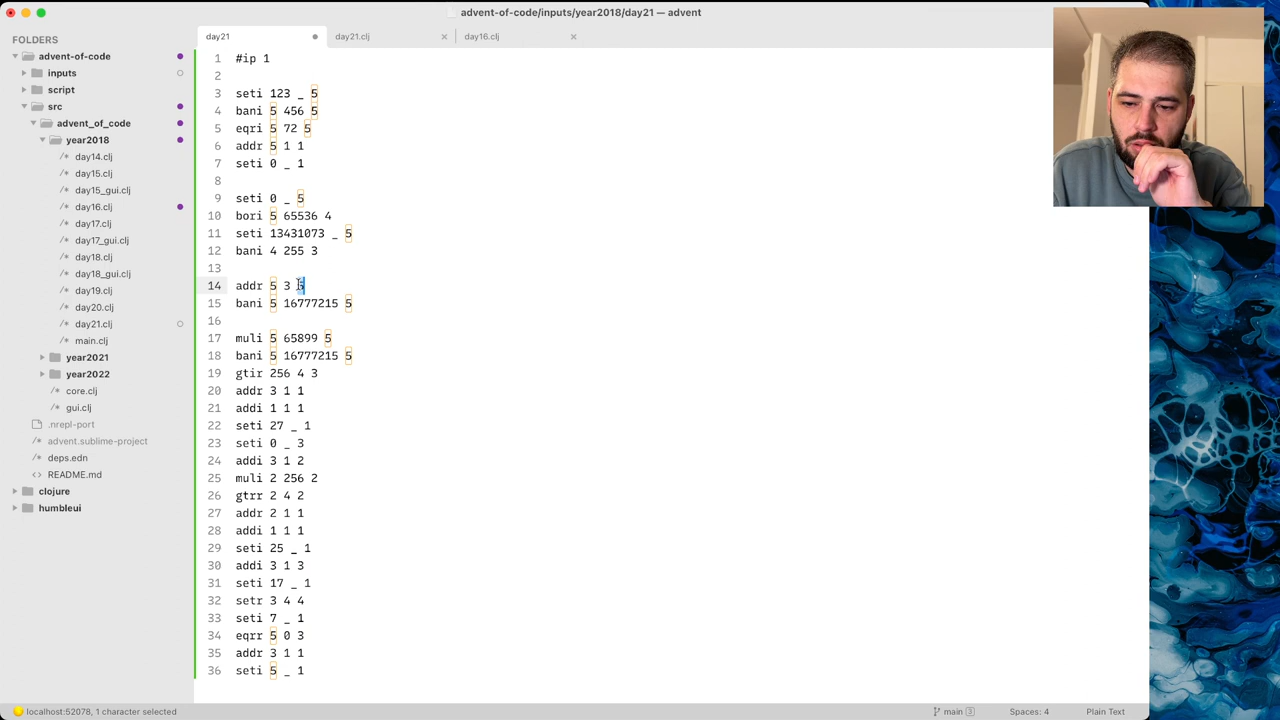 advent-of-code/inputs/year2018/day21 — advent
FOLDERS
advent-of-code
inputs
script
src
advent_of_code
year2018
day14.clj
day15.clj
day15_gui.clj
day16.clj
day17.clj
day17_gui.clj
day18.clj
day18_gui.clj
day19.clj
day20.clj
day21.clj
main.clj
year2021
year2022
core.clj
gui.clj
.nrepl-port
advent.sublime-project
deps.edn
README.md
clojure
humbleui
day21
day21.clj
day16.clj
1 #ip 1
2
3 seti 123 _ 5
4 bani 5 456 5
5 eqri 5 72 5
6 addr 5 1 1
7 seti 0 _ 1
8
9 seti 0 _ 5
10 bori 5 65536 4
11 seti 13431073 _ 5
12 bani 4 255 3
13
14 addr 5 3 5
15 bani 5 16777215 5
16
17 muli 5 65899 5
18 bani 5 16777215 5
19 gtir 256 4 3
20 addr 3 1 1
21 addi 1 1 1
22 seti 27 _ 1
23 seti 0 _ 3
24 addi 3 1 2
25 muli 2 256 2
26 gtrr 2 4 2
27 addr 2 1 1
28 addi 1 1 1
29 seti 25 _ 1
30 addi 3 1 3
31 seti 17 _ 1
32 setr 3 4 4
33 seti 7 _ 1
34 eqrr 5 0 3
35 addr 3 1 1
36 seti 5 _ 1
localhost:52078, 1 character selected
main 3
Spaces: 4
Plain Text